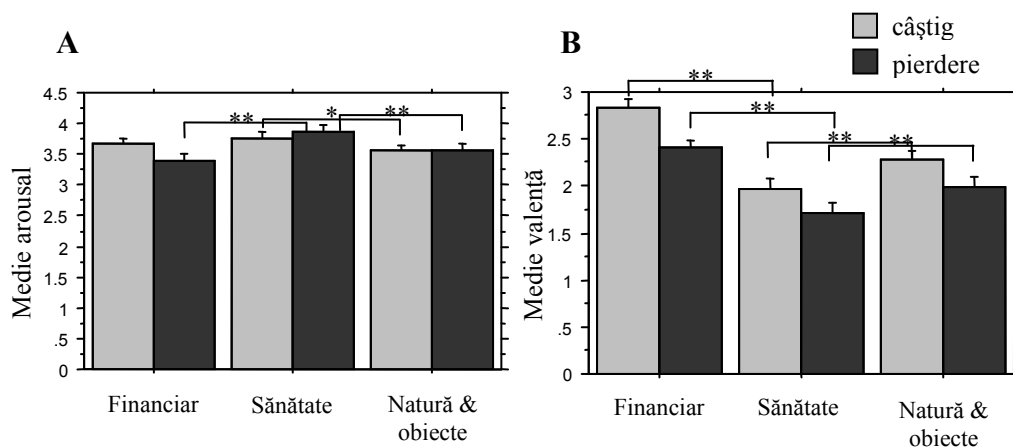 A
Medie arousal
4.5
4
3.5
3
2.5
2
1.5
1
.5
0
**
*
**
Financiar
Sănătate
Natură &
obiecte
B
câștig
pierdere
Medie valență
3
2.5
2
1.5
1
.5
0
**
**
**
**
Financiar
Sănătate
Natură &
obiecte